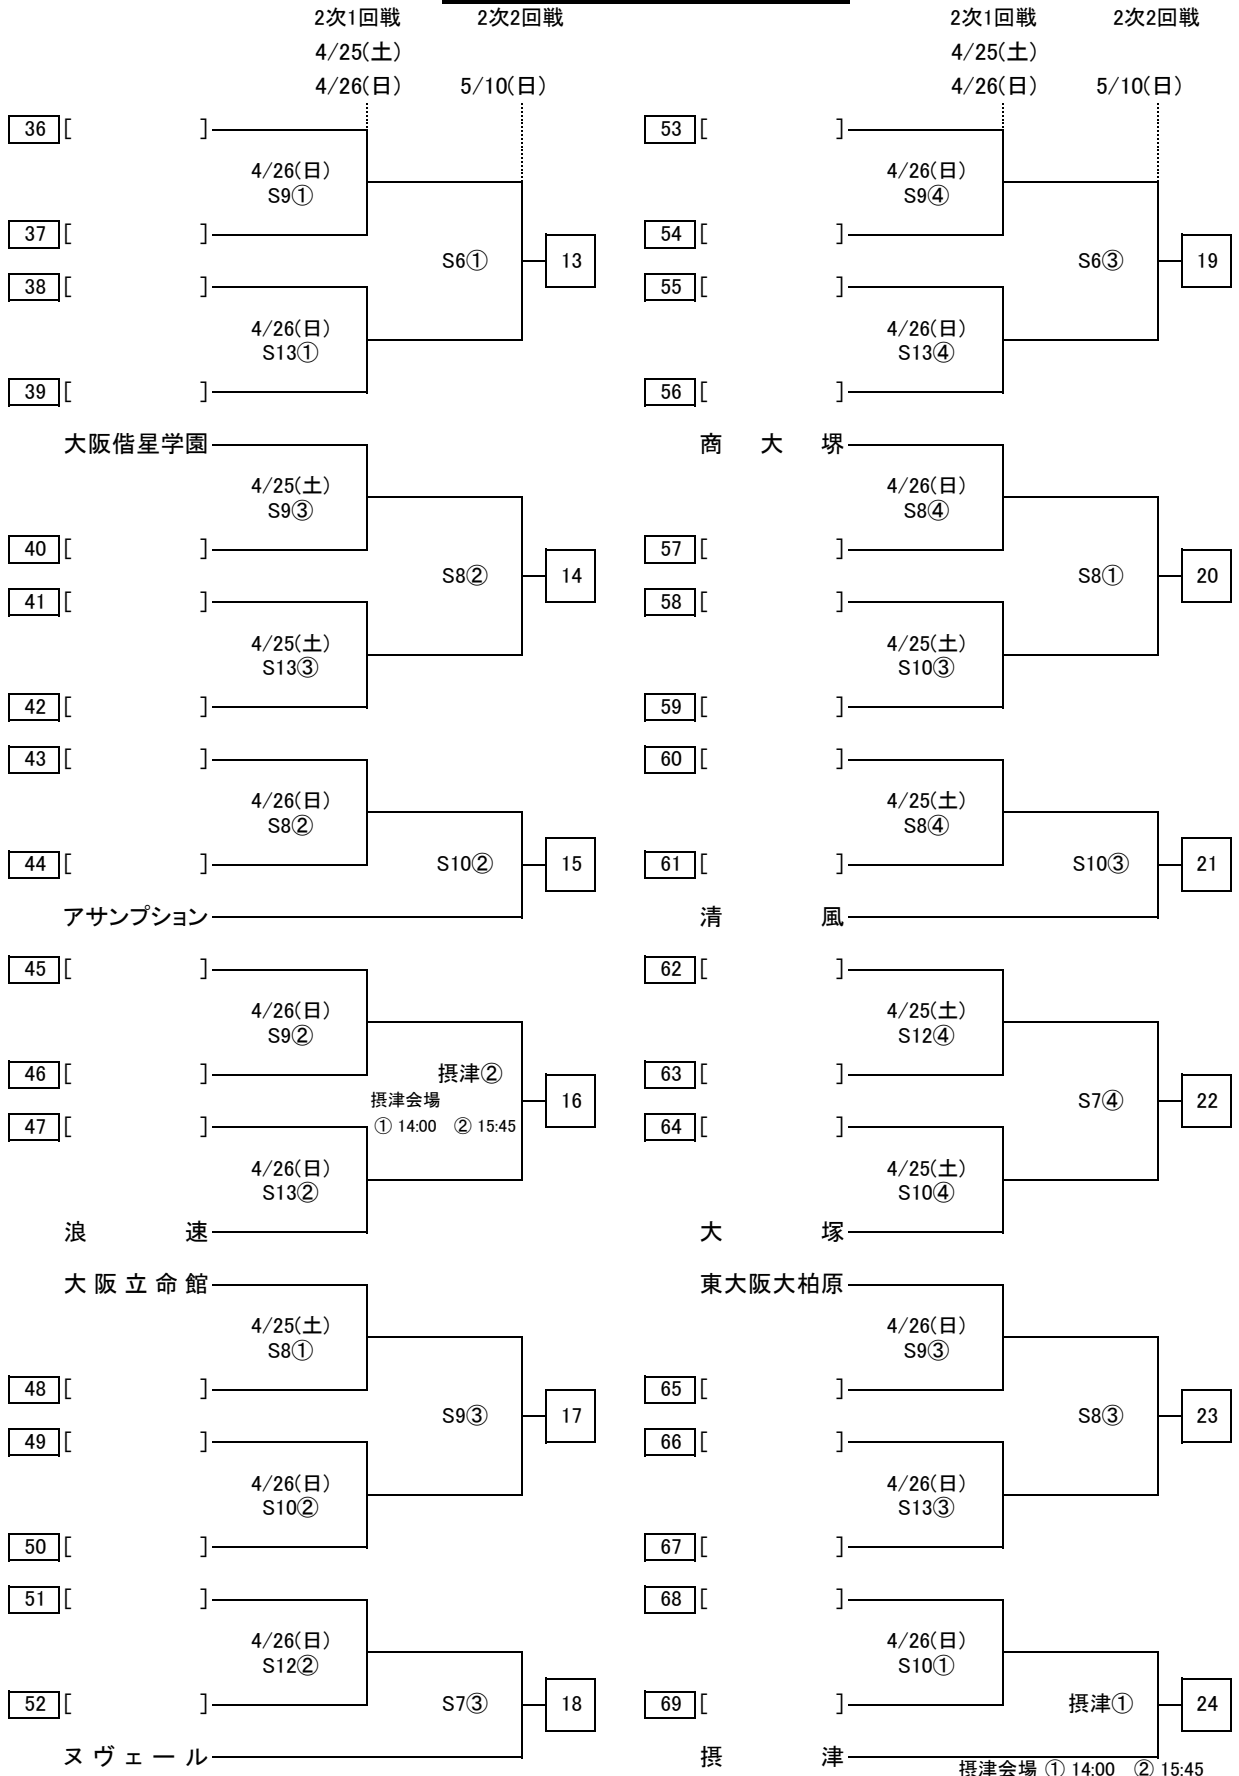 2次1回戦 2次2回戦
4/25(土)
4/26(日) 5/10(日)
36 [ ]
4/26(日)
S9①
37 [ ]
S6① 13
38 [ ]
4/26(日)
S13①
39 [ ]
大阪偕星学園
4/25(土)
S9③
40 [ ]
S8② 14
41 [ ]
4/25(土)
S13③
42 [ ]
43 [ ]
4/26(日)
S8②
44 [ ]
S10② 15
アサンプション
45 [ ]
4/26(日)
S9②
46 [ ]
摂津②
摂津会場
① 14:00 ② 15:45
16
47 [ ]
4/26(日)
S13②
浪速
大阪立命館
4/25(土)
S8①
48 [ ]
S9③ 17
49 [ ]
4/26(日)
S10②
50 [ ]
51 [ ]
4/26(日)
S12②
52 [ ]
S7③ 18
ヌヴェール
2次1回戦 2次2回戦
4/25(土)
4/26(日) 5/10(日)
53 [ ]
4/26(日)
S9④
54 [ ]
S6③ 19
55 [ ]
4/26(日)
S13④
56 [ ]
商大堺
4/26(日)
S8④
57 [ ]
S8① 20
58 [ ]
4/25(土)
S10③
59 [ ]
60 [ ]
4/25(土)
S8④
61 [ ]
S10③ 21
清風
62 [ ]
4/25(土)
S12④
63 [ ]
S7④ 22
64 [ ]
4/25(土)
S10④
大塚
東大阪大柏原
4/26(日)
S9③
65 [ ]
S8③ 23
66 [ ]
4/26(日)
S13③
67 [ ]
68 [ ]
4/26(日)
S10①
69 [ ]
摂津① 24
摂津
摂津会場 ① 14:00 ② 15:45